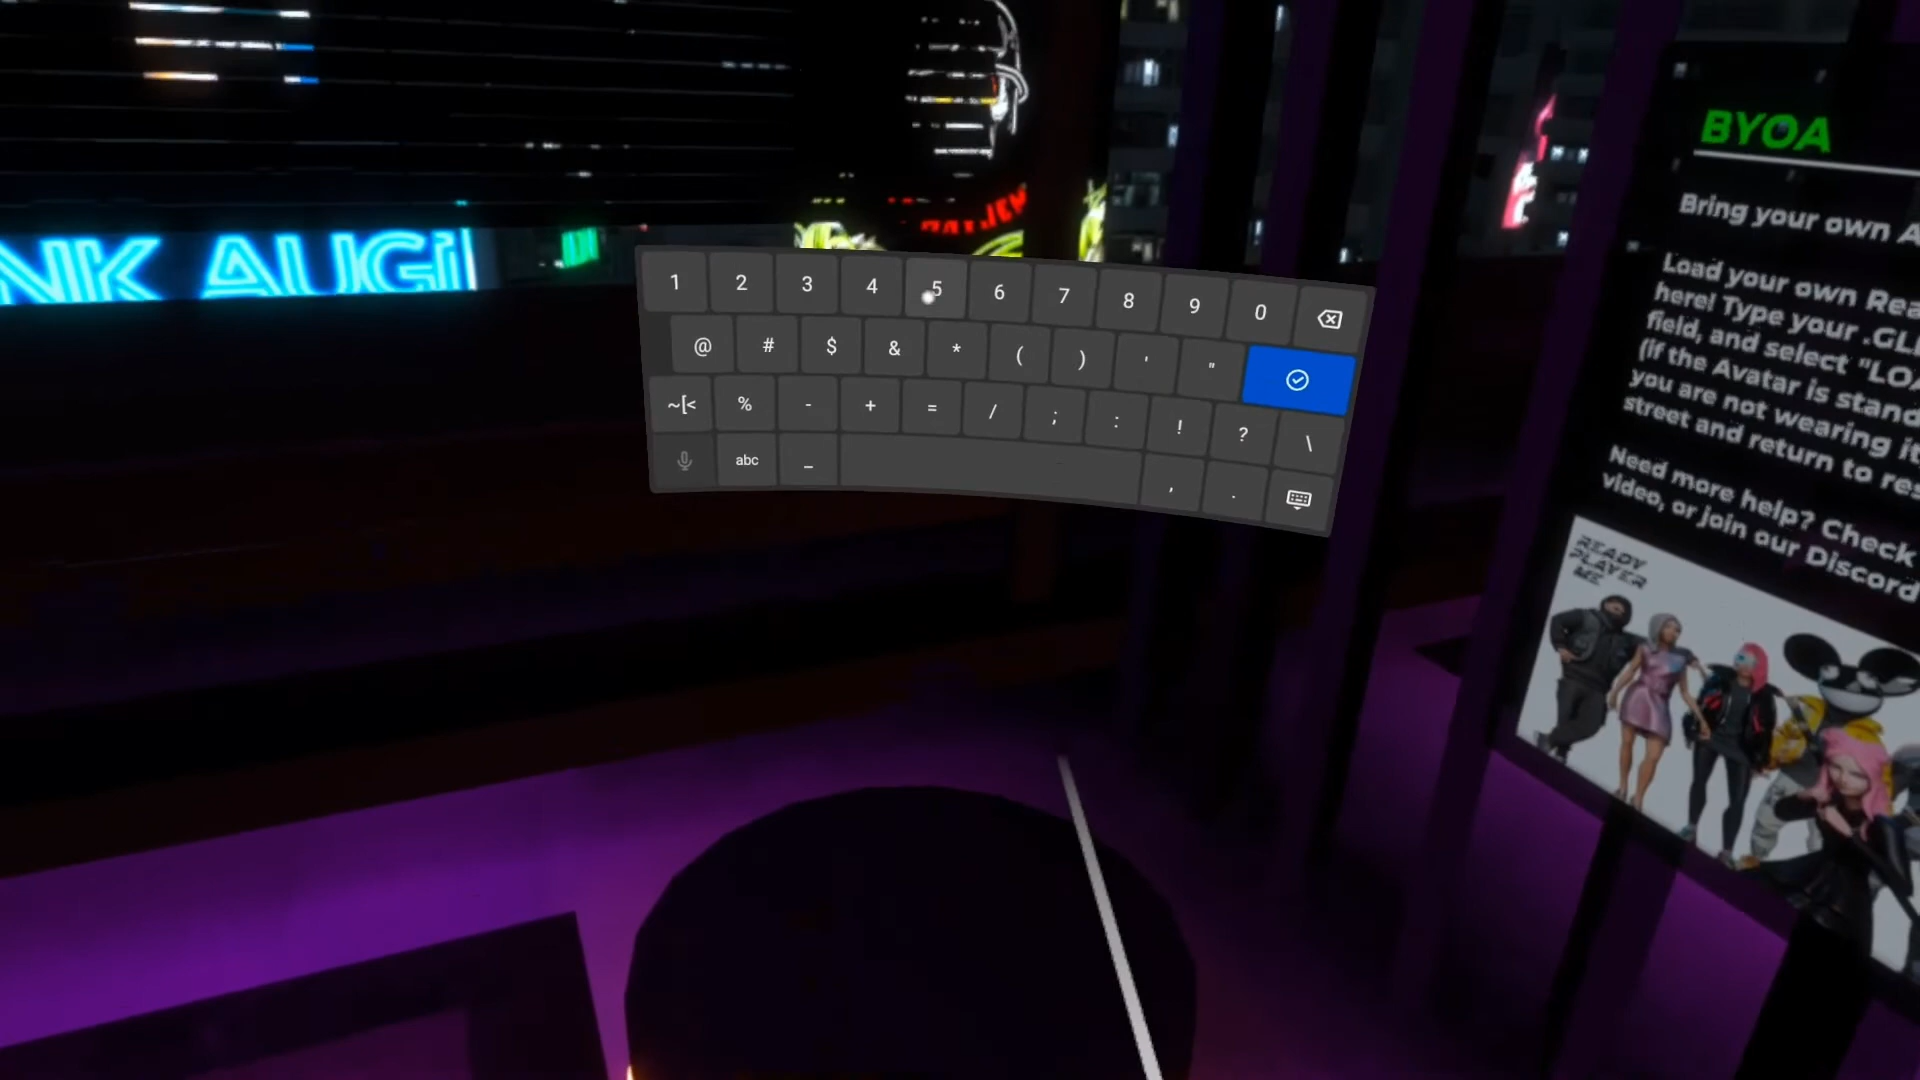 NK AUGI
1 2 3 4 5 6 7 8 9 0
@ # $ & * ( ) ' "
~[< % - + = / ; : ! ? \
abc _ , .
BYOA
Bring your own A
Load your own Rea
here! Type your .GL
field, and select "LOA
(if the Avatar is stand
you are not wearing it
street and return to res
Need more help? Check
video, or join our Discord
READY
PLAYER
ME